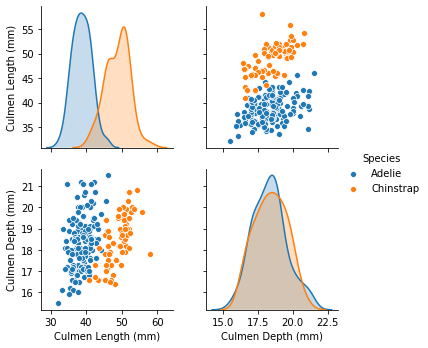 Culmen Length (mm)
55
50
45
40
35
Species
Adelie
Chinstrap
Culmen Depth (mm)
21
20
19
18
17
16
30 40 50 60
Culmen Length (mm)
15.0 17.5 20.0 22.5
Culmen Depth (mm)